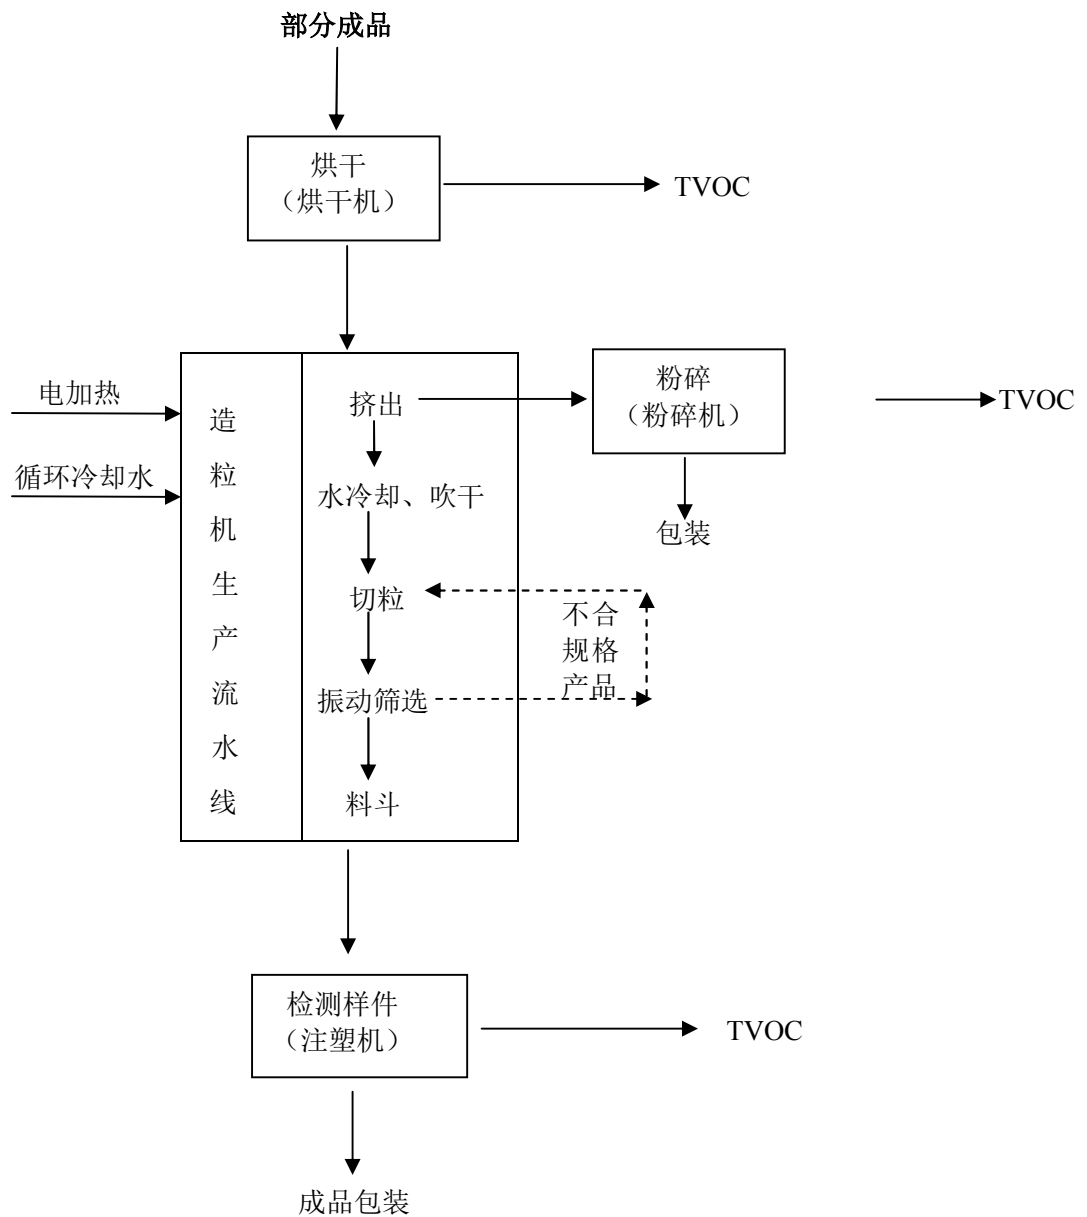 部分成品
烘干
（烘干机）
TVOC
电加热
循环冷却水
造粒机生产流水线
挤出
水冷却、吹干
切粒
振动筛选
料斗
粉碎
（粉碎机）
TVOC
包装
不合
规格
产品
检测样件
（注塑机）
TVOC
成品包装